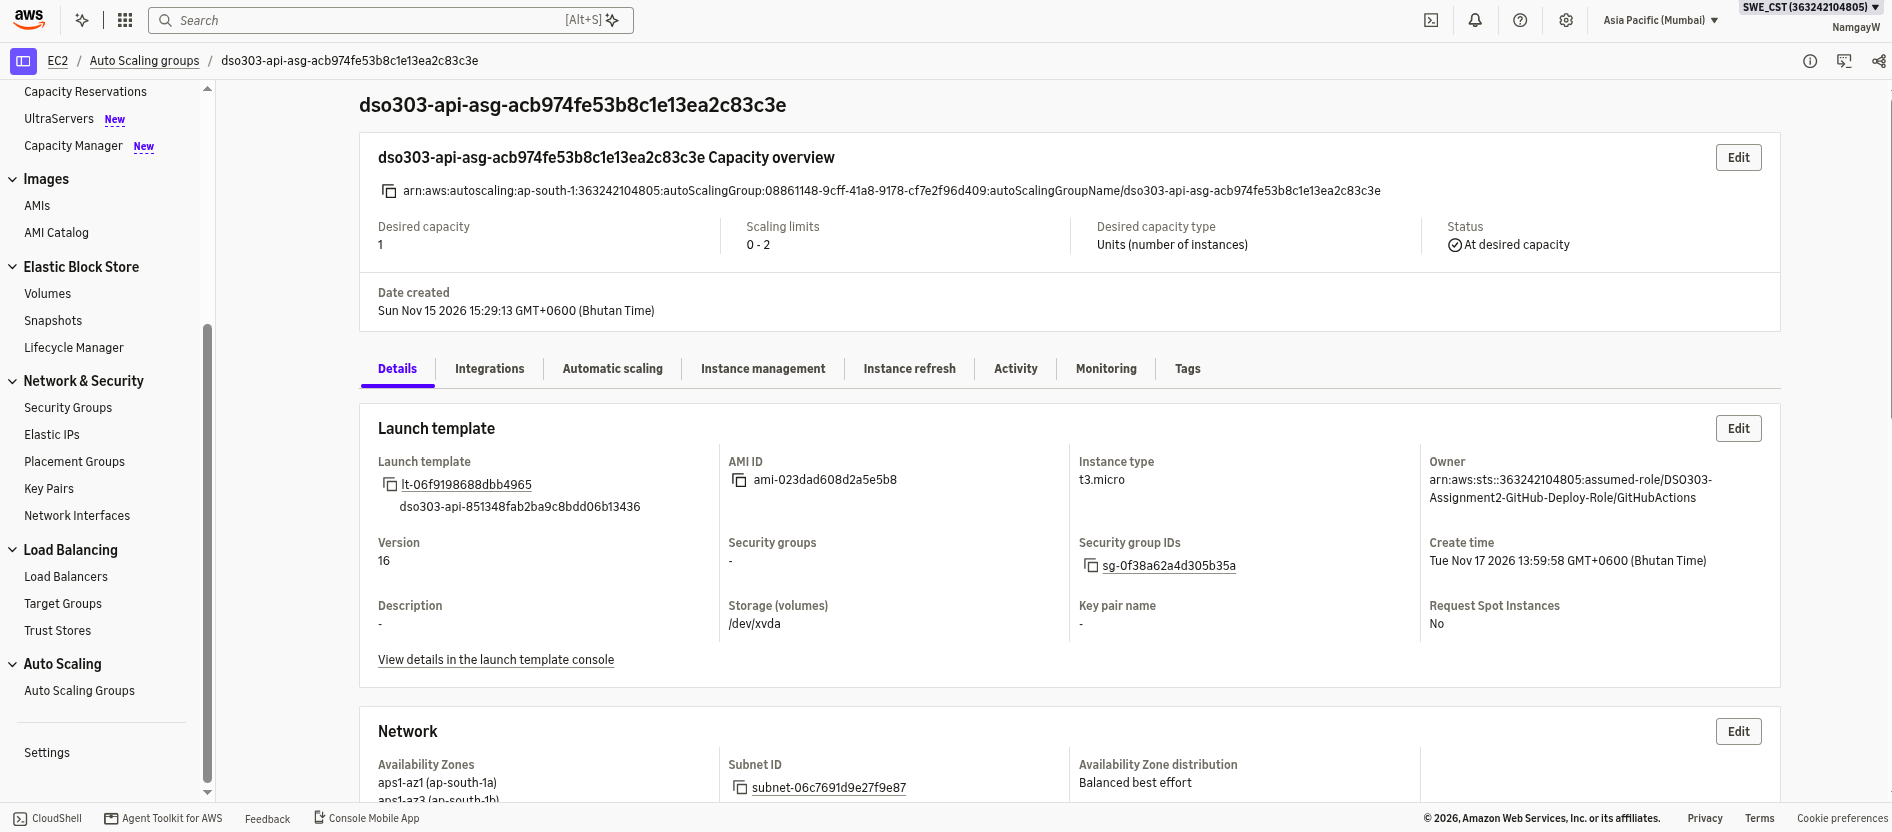 aws
Search
[Alt+S]
Asia Pacific (Mumbai)
SWE_CST (363242104805)
NamgayW
EC2 / Auto Scaling groups / dso303-api-asg-acb974fe53b8c1e13ea2c83c3e
Capacity Reservations
UltraServers New
Capacity Manager New
Images
AMIs
AMI Catalog
Elastic Block Store
Volumes
Snapshots
Lifecycle Manager
Network & Security
Security Groups
Elastic IPs
Placement Groups
Key Pairs
Network Interfaces
Load Balancing
Load Balancers
Target Groups
Trust Stores
Auto Scaling
Auto Scaling Groups
Settings
dso303-api-asg-acb974fe53b8c1e13ea2c83c3e
dso303-api-asg-acb974fe53b8c1e13ea2c83c3e Capacity overview
Edit
arn:aws:autoscaling:ap-south-1:363242104805:autoScalingGroup:08861148-9cff-41a8-9178-cf7e2f96d409:autoScalingGroupName/dso303-api-asg-acb974fe53b8c1e13ea2c83c3e
Desired capacity
1
Scaling limits
0 - 2
Desired capacity type
Units (number of instances)
Status
At desired capacity
Date created
Sun Nov 15 2026 15:29:13 GMT+0600 (Bhutan Time)
Details
Integrations
Automatic scaling
Instance management
Instance refresh
Activity
Monitoring
Tags
Launch template
Edit
Launch template
lt-06f9198688dbb4965
dso303-api-851348fab2ba9c8bdd06b13436
AMI ID
ami-023dad608d2a5e5b8
Instance type
t3.micro
Owner
arn:aws:sts::363242104805:assumed-role/DSO303-
Assignment2-GitHub-Deploy-Role/GitHubActions
Version
16
Security groups
-
Security group IDs
sg-0f38a62a4d305b35a
Create time
Tue Nov 17 2026 13:59:58 GMT+0600 (Bhutan Time)
Description
-
Storage (volumes)
/dev/xvda
Key pair name
-
Request Spot Instances
No
View details in the launch template console
Network
Edit
Availability Zones
aps1-az1 (ap-south-1a)
aps1-az3 (ap-south-1b)
Subnet ID
subnet-06c7691d9e27f9e87
Availability Zone distribution
Balanced best effort
CloudShell
Agent Toolkit for AWS
Feedback
Console Mobile App
© 2026, Amazon Web Services, Inc. or its affiliates.
Privacy
Terms
Cookie preferences